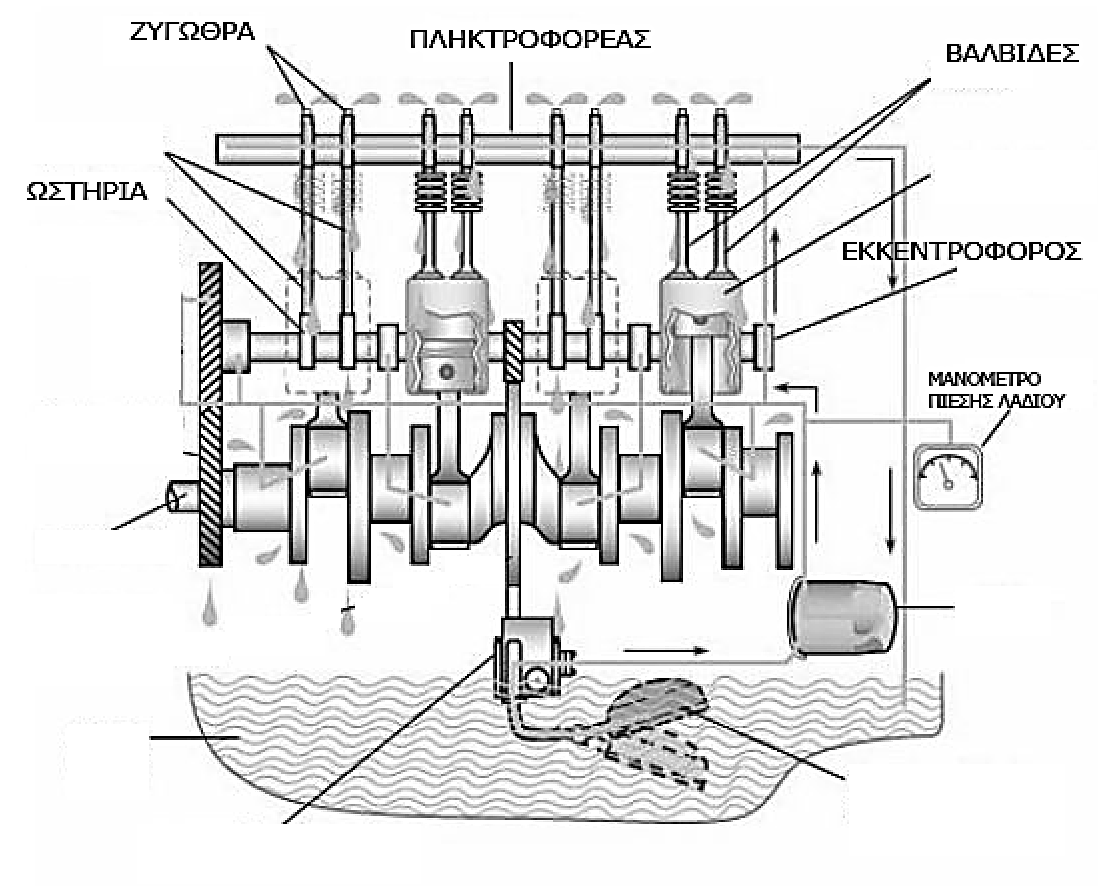 ΖΥΓΩΘΡΑ
ΠΛΗΚΤΡΟΦΟΡΕΑΣ
ΒΑΛΒΙΔΕΣ
ΩΣΤΗΡΙΑ
ΕΚΚΕΝΤΡΟΦΟΡΟΣ
ΜΑΝΟΜΕΤΡΟ
ΠΙΕΣΗΣ ΛΑΔΙΟΥ